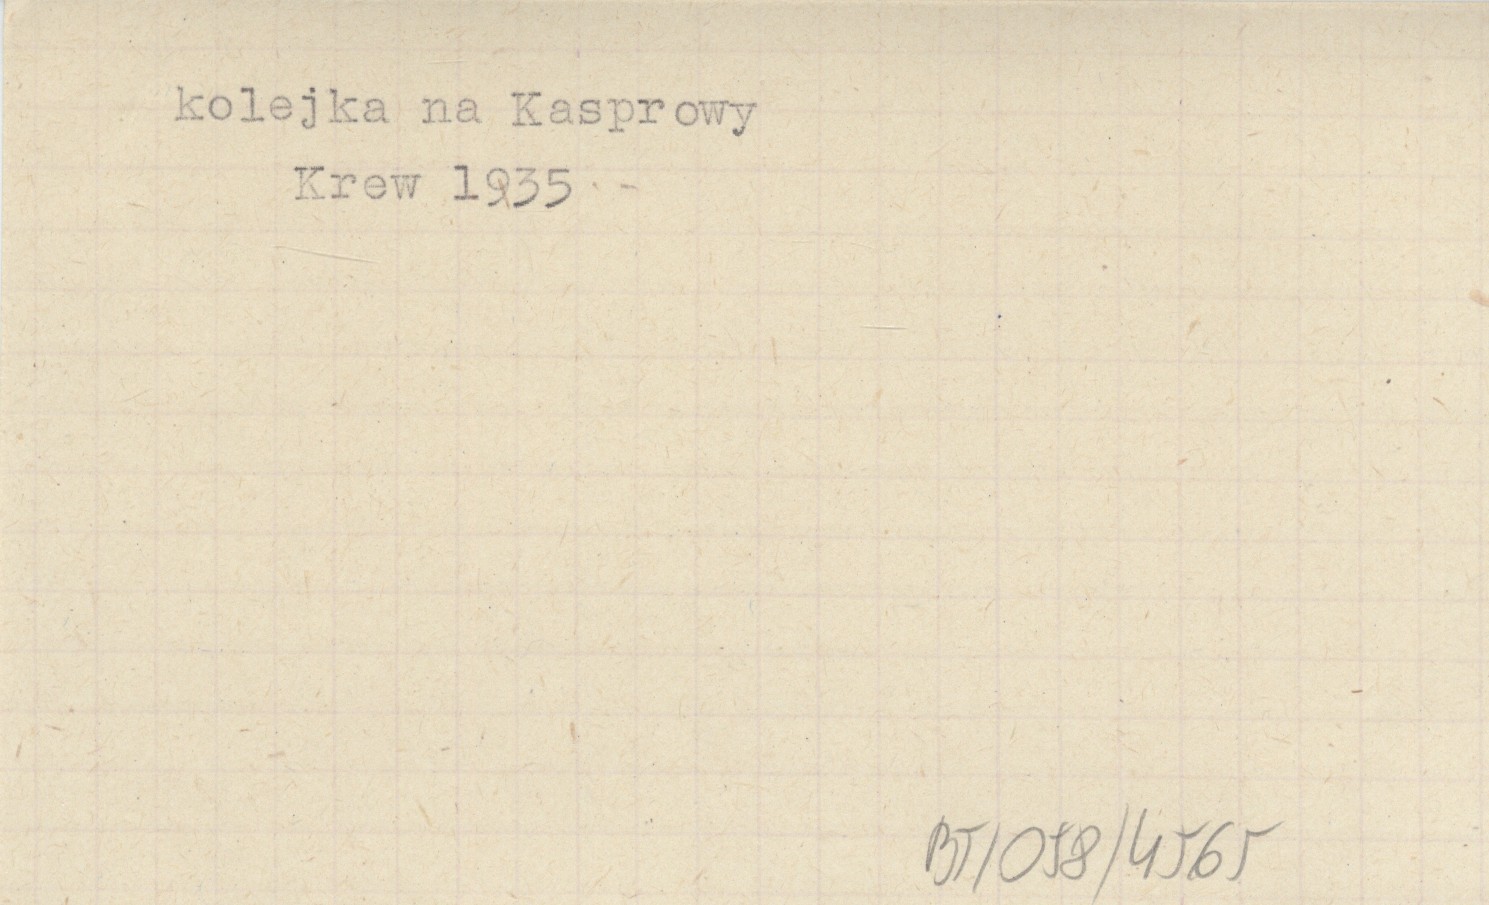 kolejka na Kasprowy
Krew 1935 -
BT/058/4565